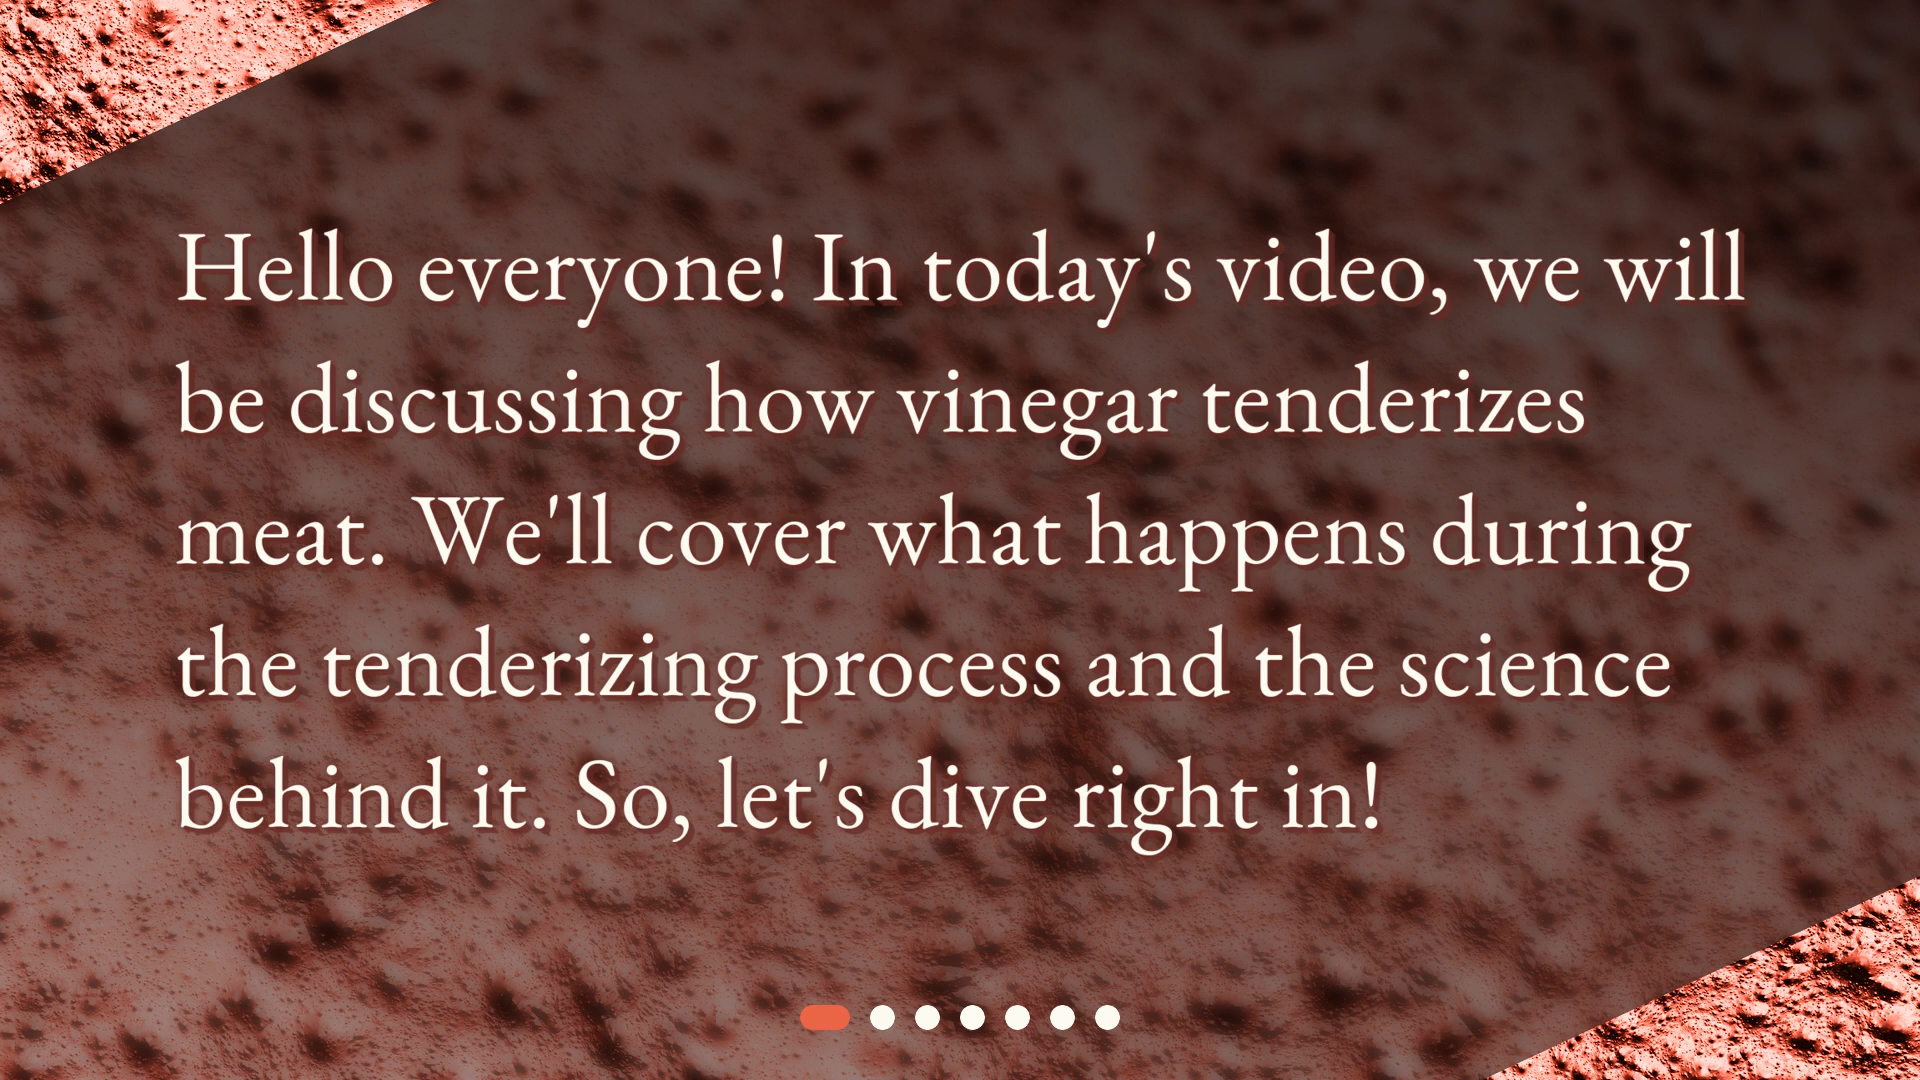 Hello everyone! In today's video, we will
be discussing how vinegar tenderizes
meat. We'll cover what happens during
the tenderizing process and the science
behind it. So, let's dive right in!